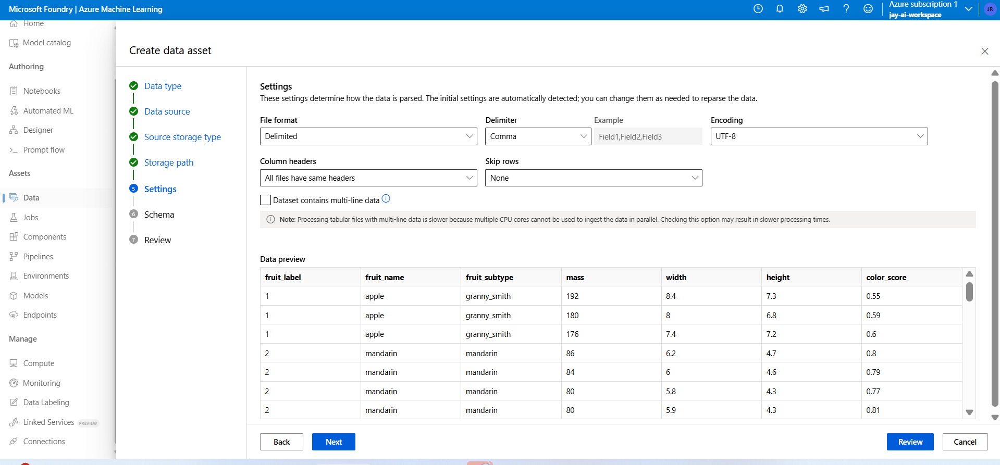 Microsoft Foundry | Azure Machine Learning
Azure subscription 1
jay-ai-workspace
JR
Home
Model catalog
Authoring
Notebooks
Automated ML
Designer
Prompt flow
Assets
Data
Jobs
Components
Pipelines
Environments
Models
Endpoints
Manage
Compute
Monitoring
Data Labeling
Linked Services PREVIEW
Connections
Create data asset
Data type
Data source
Source storage type
Storage path
5 Settings
6 Schema
7 Review
Settings
These settings determine how the data is parsed. The initial settings are automatically detected; you can change them as needed to reparse the data.
File format Delimiter Example Encoding
Delimited Comma Field1,Field2,Field3 UTF-8
Column headers Skip rows
All files have same headers None
Dataset contains multi-line data
Note: Processing tabular files with multi-line data is slower because multiple CPU cores cannot be used to ingest the data in parallel. Checking this option may result in slower processing times.
Data preview
fruit_label fruit_name fruit_subtype mass width height color_score
1 apple granny_smith 192 8.4 7.3 0.55
1 apple granny_smith 180 8 6.8 0.59
1 apple granny_smith 176 7.4 7.2 0.6
2 mandarin mandarin 86 6.2 4.7 0.8
2 mandarin mandarin 84 6 4.6 0.79
2 mandarin mandarin 80 5.8 4.3 0.77
2 mandarin mandarin 80 5.9 4.3 0.81
Back Next Review Cancel